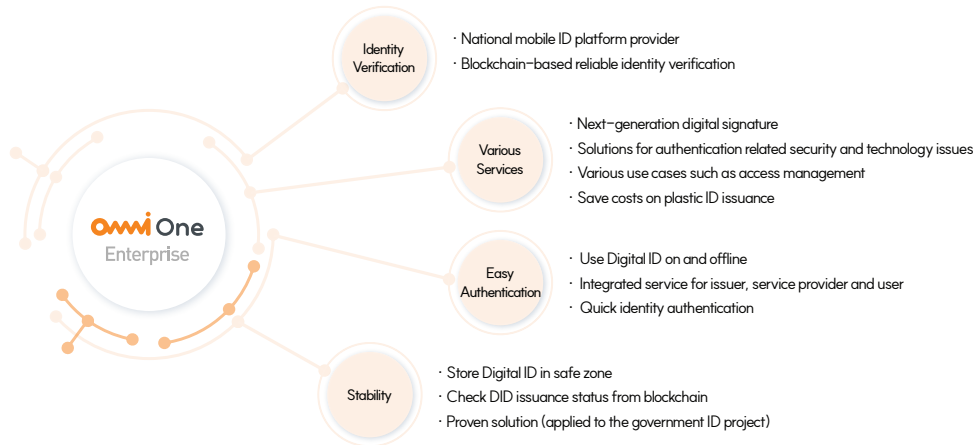 Omni One
Enterprise
Identity
Verification
· National mobile ID platform provider
· Blockchain-based reliable identity verification
Various
Services
· Next-generation digital signature
· Solutions for authentication related security and technology issues
· Various use cases such as access management
· Save costs on plastic ID issuance
Easy
Authentication
· Use Digital ID on and offline
· Integrated service for issuer, service provider and user
· Quick identity authentication
Stability
· Store Digital ID in safe zone
· Check DID issuance status from blockchain
· Proven solution (applied to the government ID project)